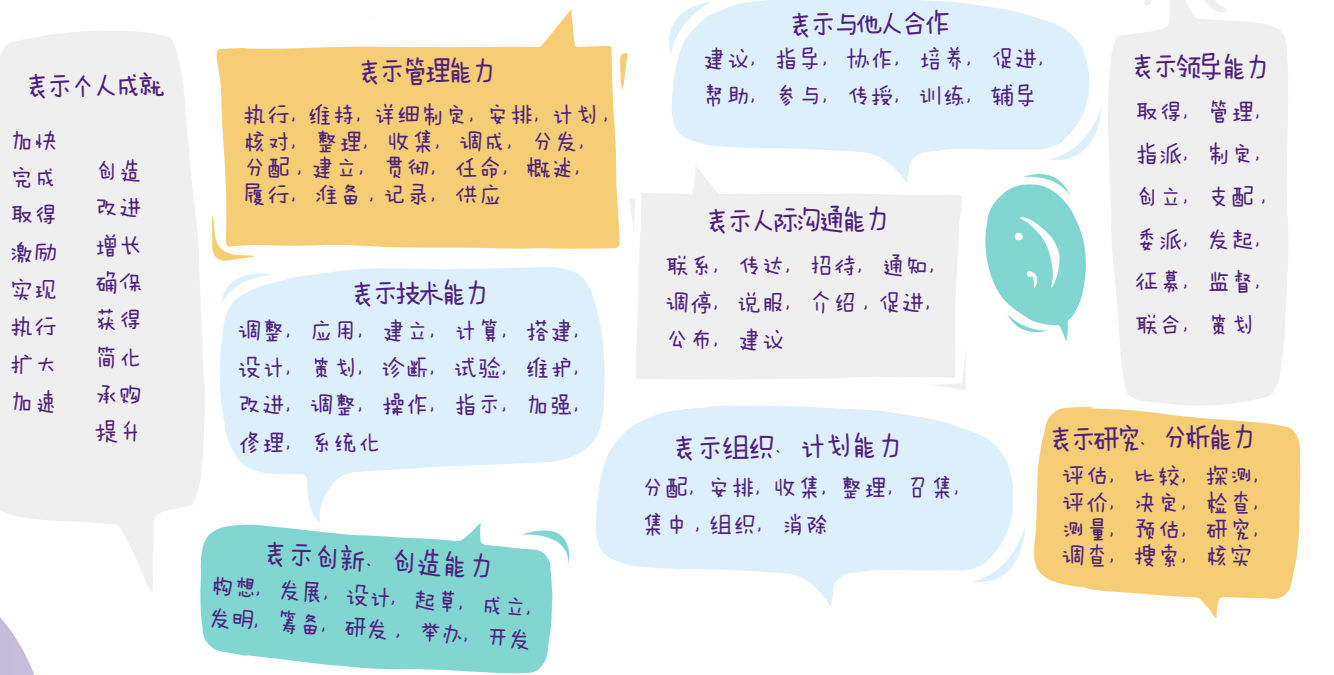 表示个人成就
加快
完成
取得
激励
实现
执行
扩大
加速
创造
改进
增长
确保
获得
简化
承购
提升
表示管理能力
执行, 维持, 详细制定, 安排, 计划,
核对, 整理, 收集, 调成, 分发,
分配, 建立, 贯彻, 任命, 概述,
履行, 准备, 记录, 供应
表示与他人合作
建议, 指导, 协作, 培养, 促进,
帮助, 参与, 传授, 训练, 辅导
表示领导能力
取得, 管理,
指派, 制定,
创立, 支配,
委派, 发起,
征募, 监督,
联合, 策划
表示人际沟通能力
联系, 传达, 招待, 通知,
调停, 说服, 介绍, 促进,
公布, 建议
表示技术能力
调整, 应用, 建立, 计算, 搭建,
设计, 策划, 诊断, 试验, 维护,
改进, 调整, 操作, 指示, 加强,
修理, 系统化
表示组织、计划能力
分配, 安排, 收集, 整理, 召集,
集中, 组织, 消除
表示研究、分析能力
评估, 比较, 探测,
评价, 决定, 检查,
测量, 预估, 研究,
调查, 搜索, 核实
表示创新、创造能力
构想, 发展, 设计, 起草, 成立,
发明, 筹备, 研发, 举办, 开发